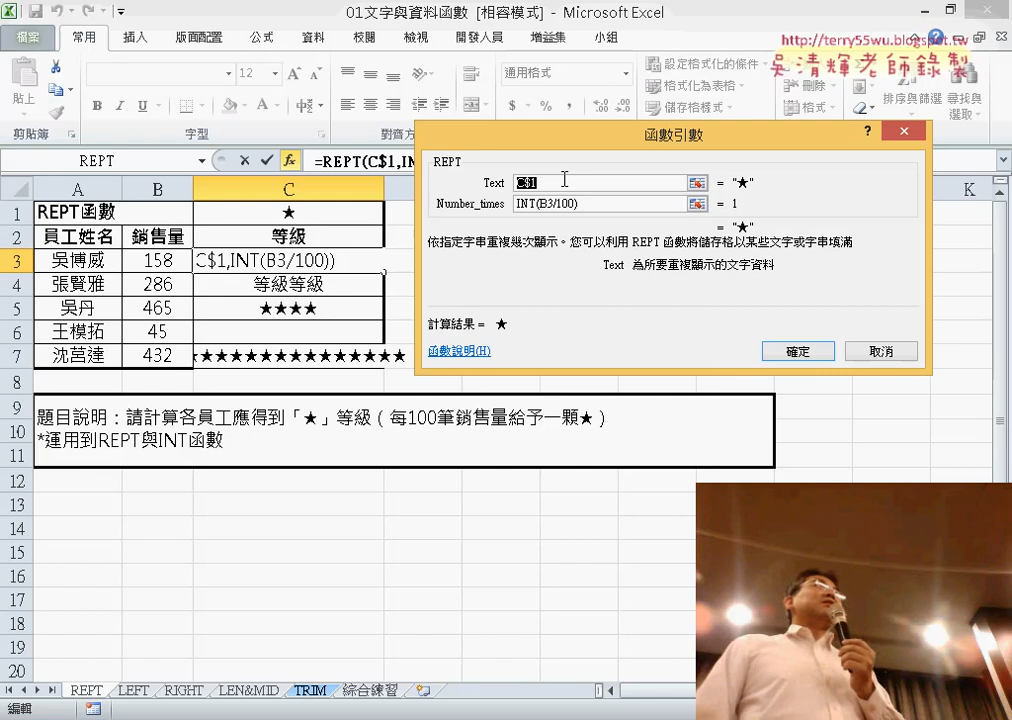 01文字與資料函數 [相容模式] - Microsoft Excel
檔案 常用 插入 版面配置 公式 資料 校閱 檢視 開發人員 增益集 小組
http://terry55wu.blogspot.tw
吳清輝老師錄製
貼上
12
B I U
通用格式
$ % ,
設定格式化的條件
格式化為表格
儲存格樣式
刪除
格式
排序與篩選 尋找與
選取
剪貼簿 字型 對齊方
REPT
fx =REPT(C$1,IN
函數引數
REPT
Text C$1 = "★"
Number_times INT(B3/100) = 1
= "★"
依指定字串重複幾次顯示。您可以利用 REPT 函數將儲存格以某些文字或字串填滿
Text 為所要重複顯示的文字資料
計算結果 = ★
函數說明(H)
確定 取消
A B C K
1 REPT函數 ★
2 員工姓名 銷售量 等級
3 吳博威 158 C$1,INT(B3/100))
4 張賢雅 286 等級等級
5 吳丹 465 ★★★★
6 王模拓 45
7 沈莒達 432 ★★★★★★★★★★★★★★
8
9 題目說明：請計算各員工應得到「★」等級（每100筆銷售量給予一顆★）
10 *運用到REPT與INT函數
11
12
13
14
15
16
17
18
19
20
REPT LEFT RIGHT LEN&MID TRIM 綜合練習
編輯